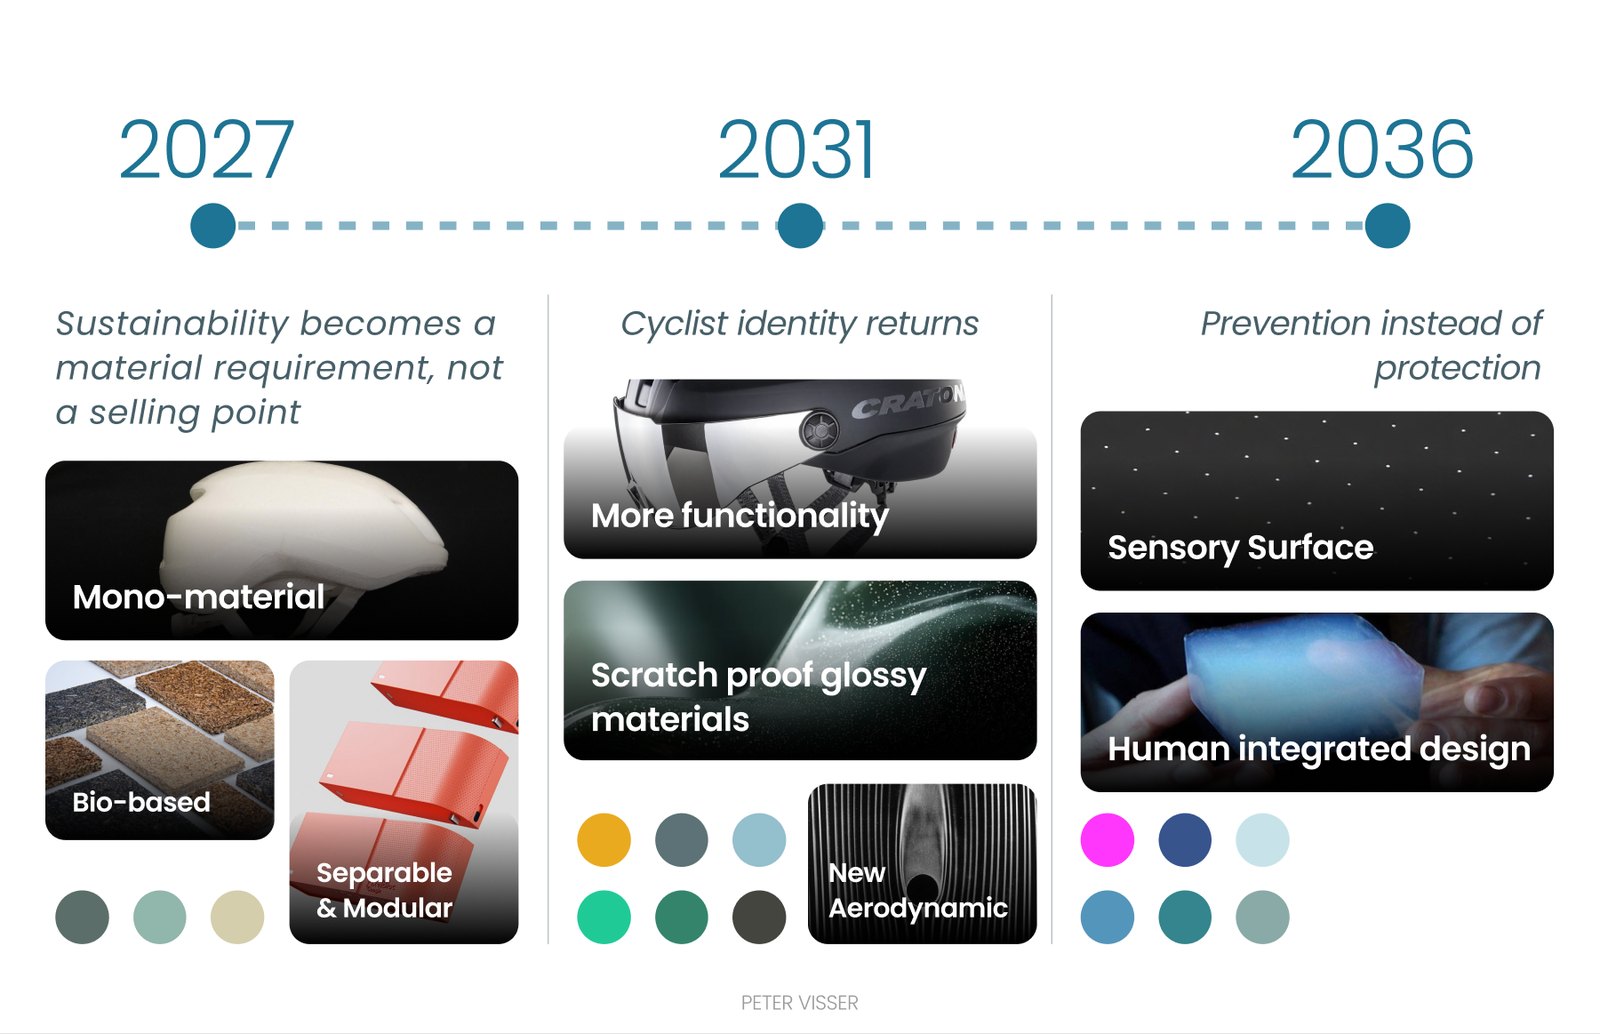 2027
2031
2036
Sustainability becomes a
material requirement, not
a selling point
Mono-material
Bio-based
Separable
& Modular
Cyclist identity returns
CRATON
More functionality
Scratch proof glossy
materials
New
Aerodynamic
Prevention instead of
protection
Sensory Surface
Human integrated design
PETER VISSER